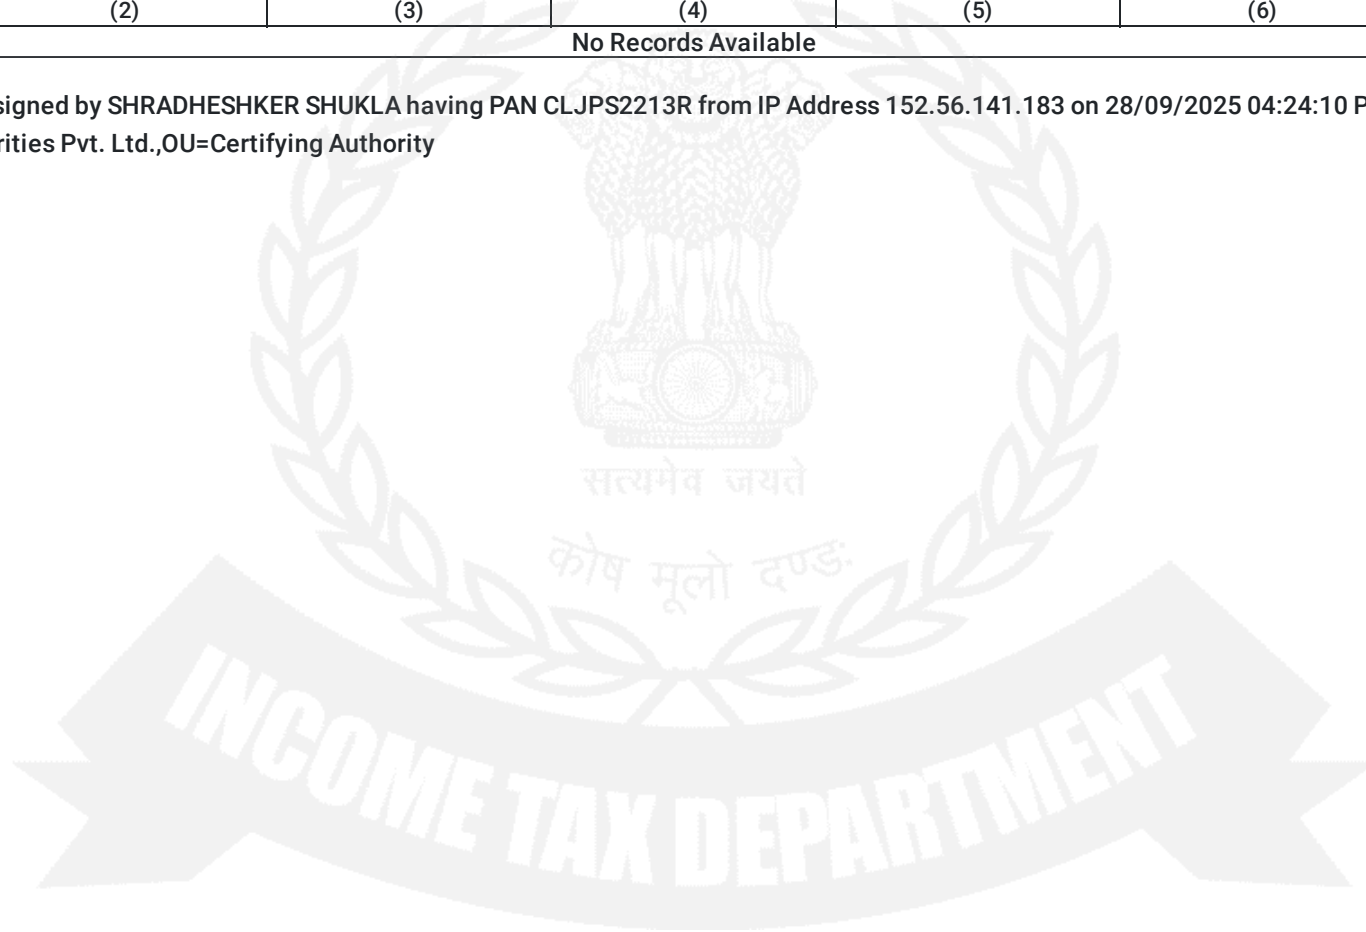 (2) (3) (4) (5) (6)
No Records Available
signed by SHRADHESHKER SHUKLA having PAN CLJPS2213R from IP Address 152.56.141.183 on 28/09/2025 04:24:10 P
rities Pvt. Ltd.,OU=Certifying Authority
सत्यमेव जयते
कोष मूलो दण्डः
INCOME TAX DEPARTMENT